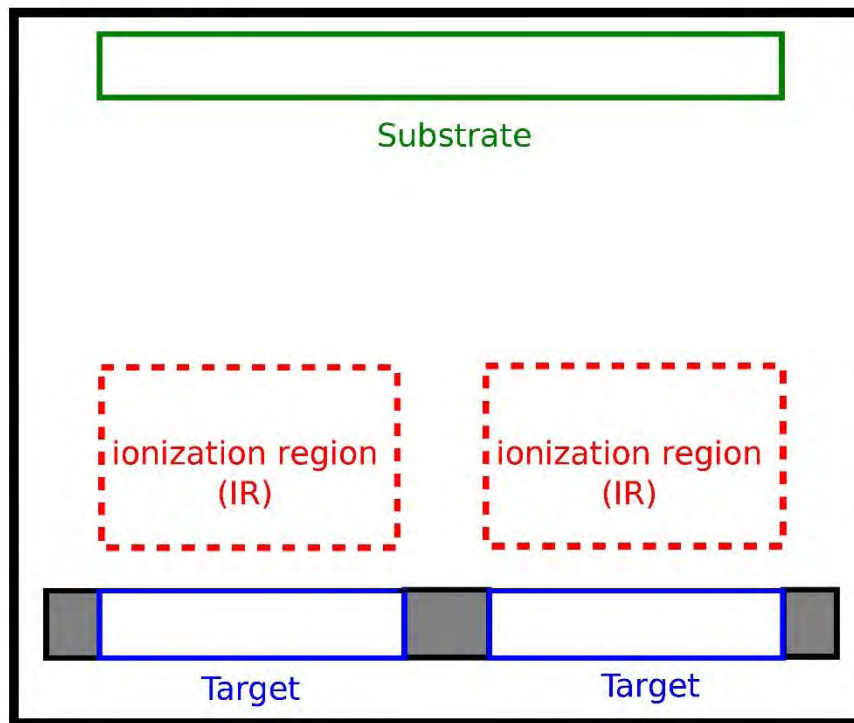 Substrate
ionization region
(IR)
ionization region
(IR)
Target
Target